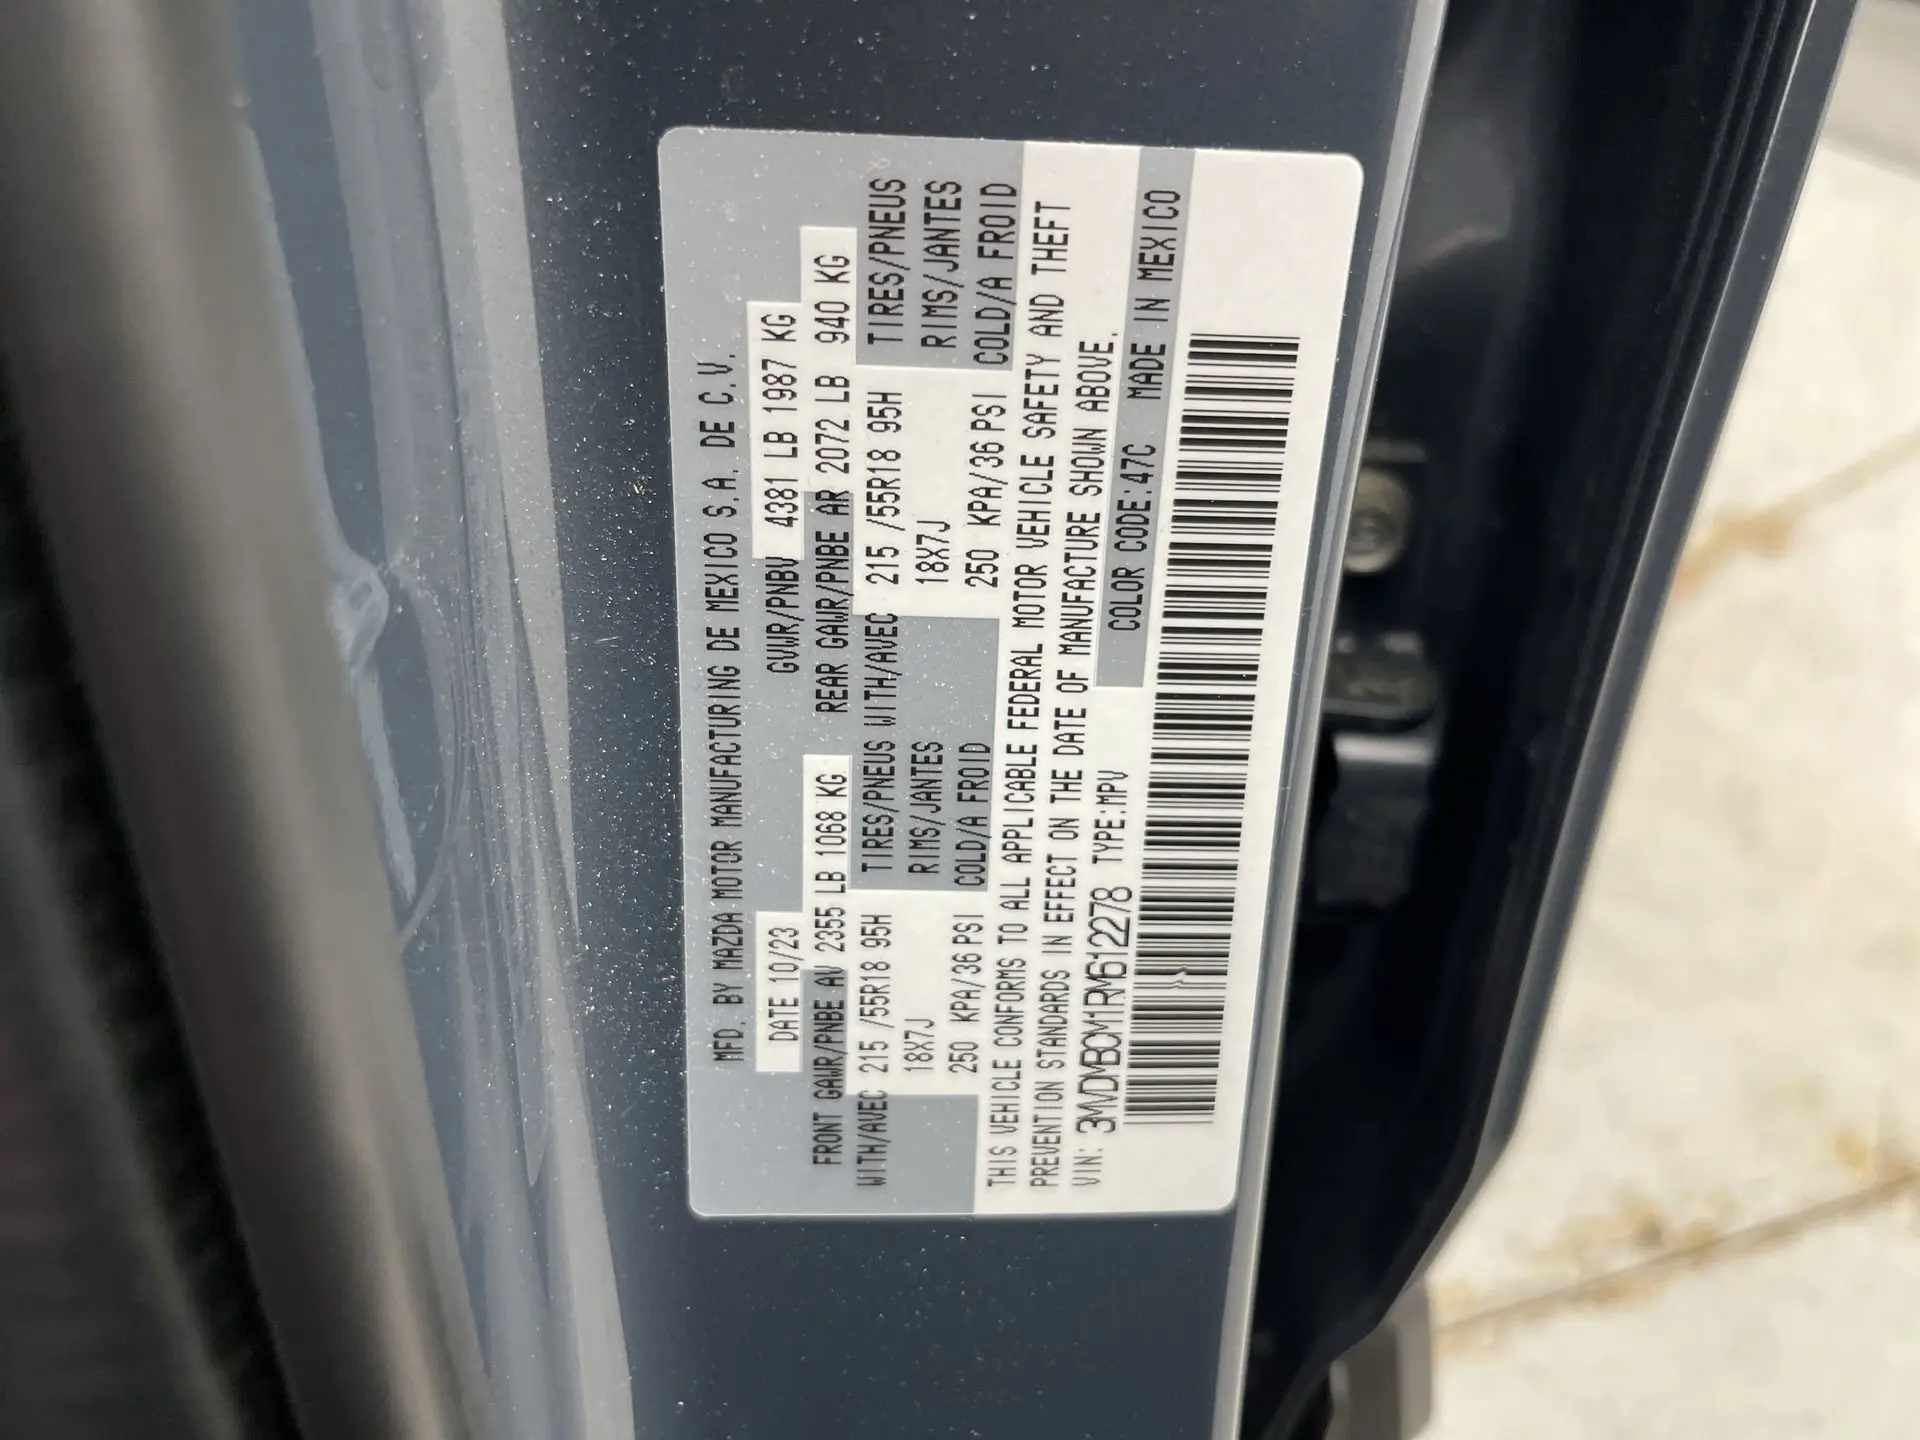 MFD. BY MAZDA MOTOR MANUFACTURING DE MEXICO S.A. DE C.V.
DATE 10/23 GVWR/PNBV 4381 LB 1987 KG
FRONT GAWR/PNBE AV 2355 LB 1068 KG REAR GAWR/PNBE AR 2072 LB 940 KG
WITH/AVEC 215 /55R18 95H TIRES/PNEUS WITH/AVEC 215 /55R18 95H TIRES/PNEUS
18X7J RIMS/JANTES 18X7J RIMS/JANTES
250 KPA/36 PSI COLD/A FROID 250 KPA/36 PSI COLD/A FROID
THIS VEHICLE CONFORMS TO ALL APPLICABLE FEDERAL MOTOR VEHICLE SAFETY AND THEFT
PREVENTION STANDARDS IN EFFECT ON THE DATE OF MANUFACTURE SHOWN ABOVE.
VIN: 3MVDMBCM1RM612278 TYPE:MPV COLOR CODE:47C MADE IN MEXICO